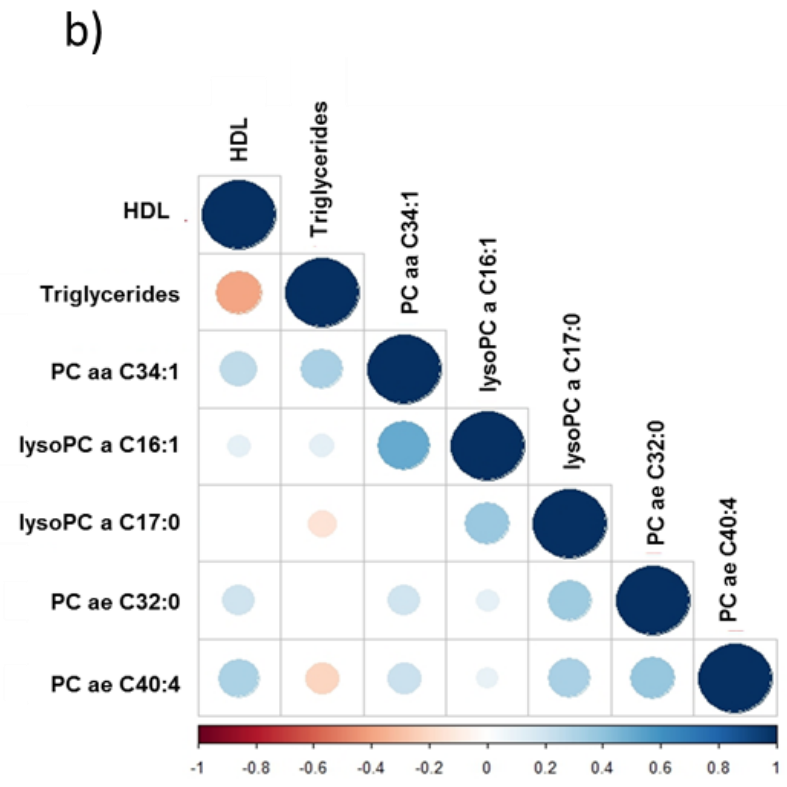 b)
HDL
Triglycerides
PC aa C34:1
lysoPC a C16:1
lysoPC a C17:0
PC ae C32:0
PC ae C40:4
HDL
Triglycerides
PC aa C34:1
lysoPC a C16:1
lysoPC a C17:0
PC ae C32:0
PC ae C40:4
-1 -0.8 -0.6 -0.4 -0.2 0 0.2 0.4 0.6 0.8 1